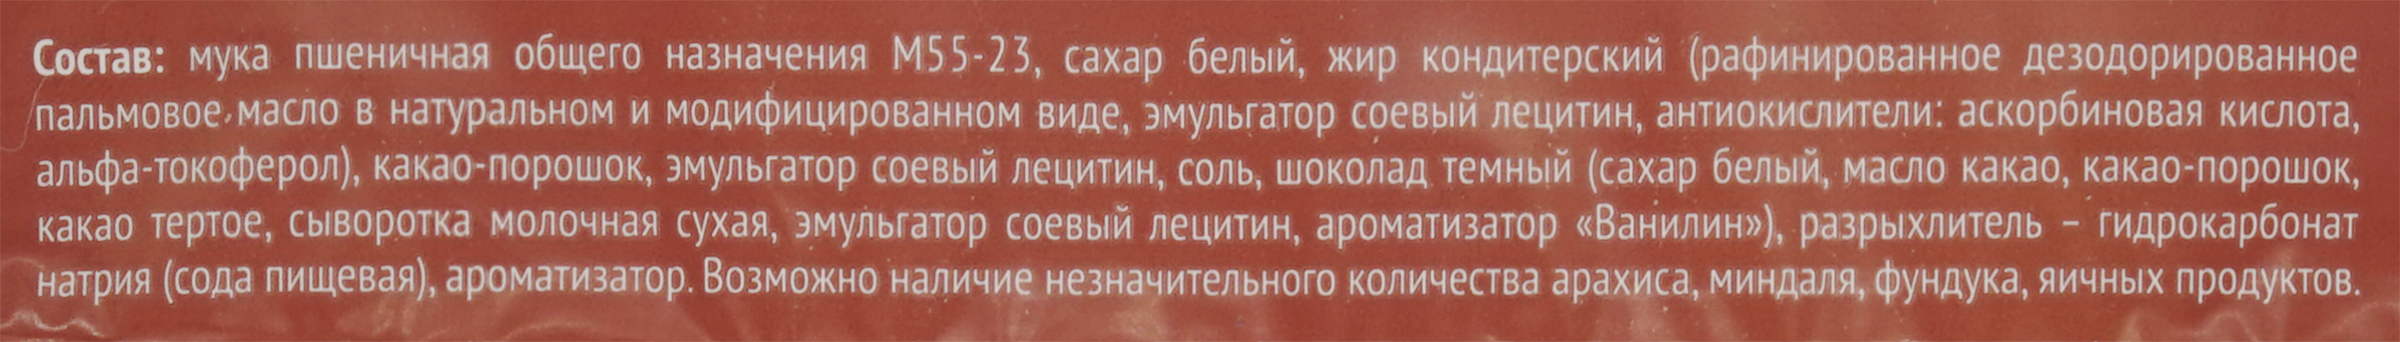 Состав: мука пшеничная общего назначения М55-23, сахар белый, жир кондитерский (рафинированное дезодорированное
пальмовое масло в натуральном и модифицированном виде, эмульгатор соевый лецитин, антиокислители: аскорбиновая кислота,
альфа-токоферол), какао-порошок, эмульгатор соевый лецитин, соль, шоколад темный (сахар белый, масло какао, какао-порошок,
какао тертое, сыворотка молочная сухая, эмульгатор соевый лецитин, ароматизатор «Ванилин»), разрыхлитель – гидрокарбонат
натрия (сода пищевая), ароматизатор. Возможно наличие незначительного количества арахиса, миндаля, фундука, яичных продуктов.